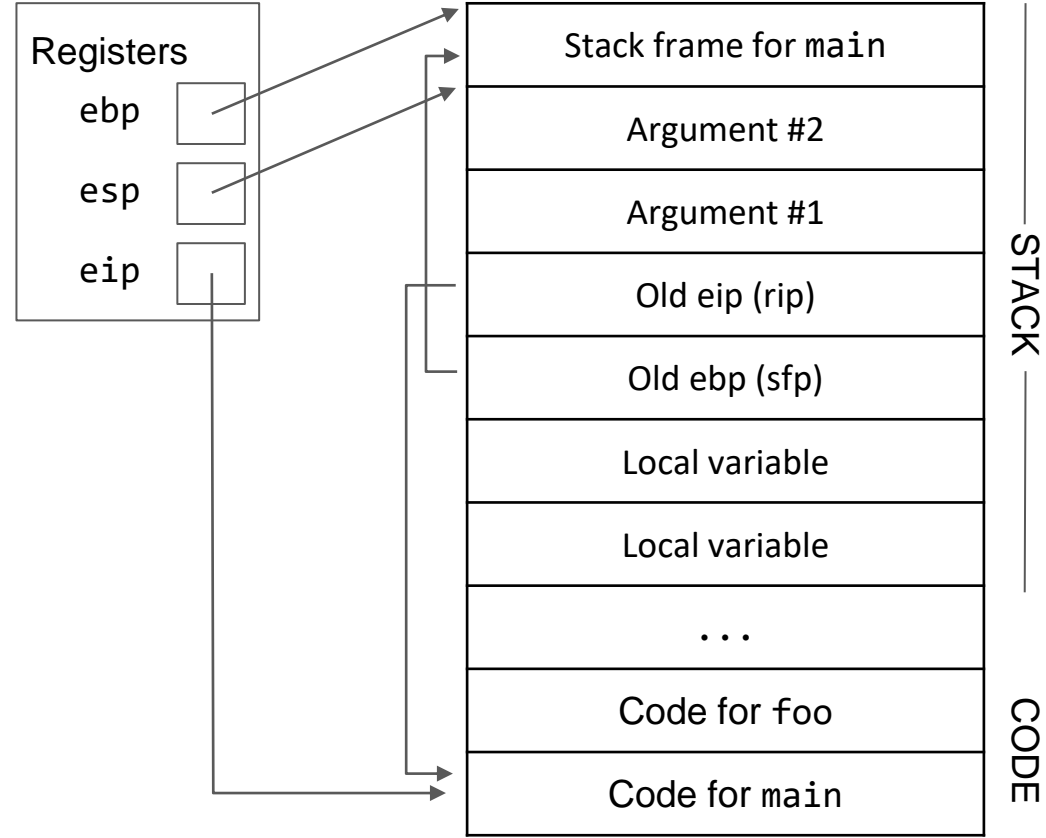 Registers
ebp
esp
eip
Stack frame for main
Argument #2
Argument #1
Old eip (rip)
Old ebp (sfp)
Local variable
Local variable
...
Code for foo
Code for main
STACK
CODE